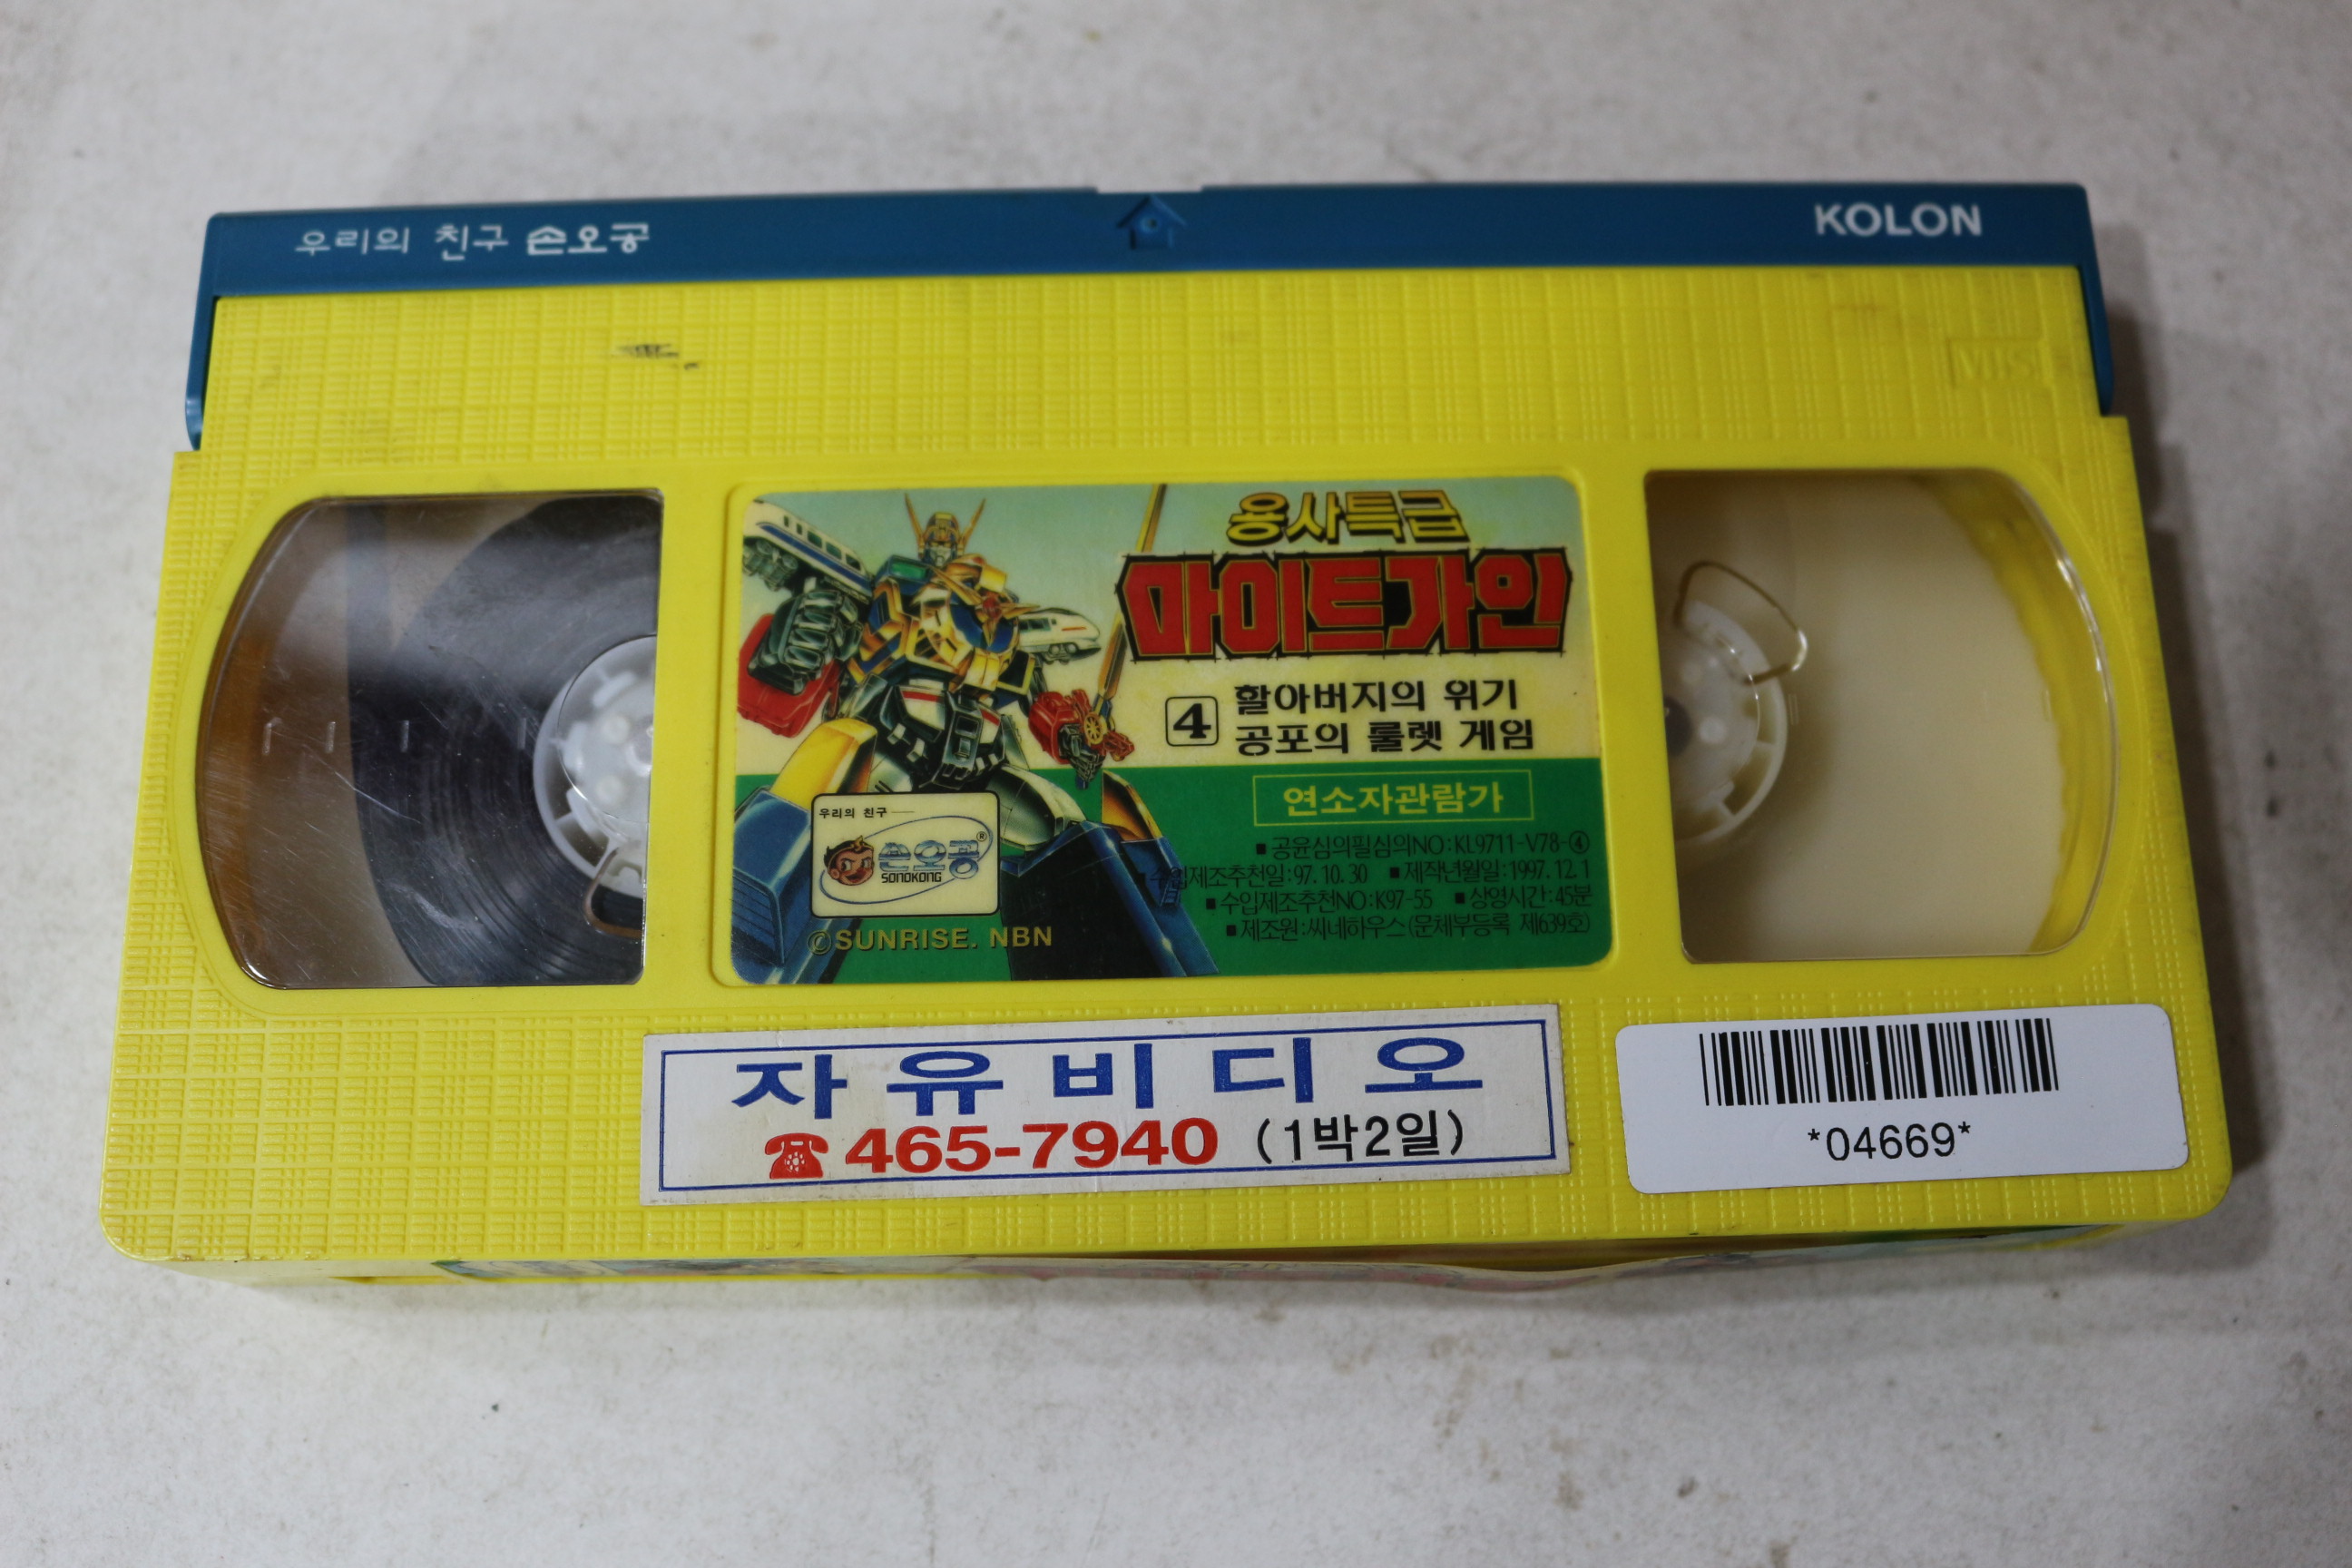 우리의 친구 손오공
KOLON
VHS
용사특급
마이트가인
4
할아버지의 위기
공포의 룰렛 게임
연소자관람가
우리의 친구
손오공®
SONOKONG
©SUNRISE. NBN
■공윤심의필심의NO:KL9711-V78-④
■수입제조추천일:97.10.30 ■제작년월일:1997.12.1
■수입제조추천NO:K97-55 ■상영시간:45분
■제조원:씨네하우스(문체부등록 제639호)
자유비디오
☎465-7940 (1박2일)
*04669*